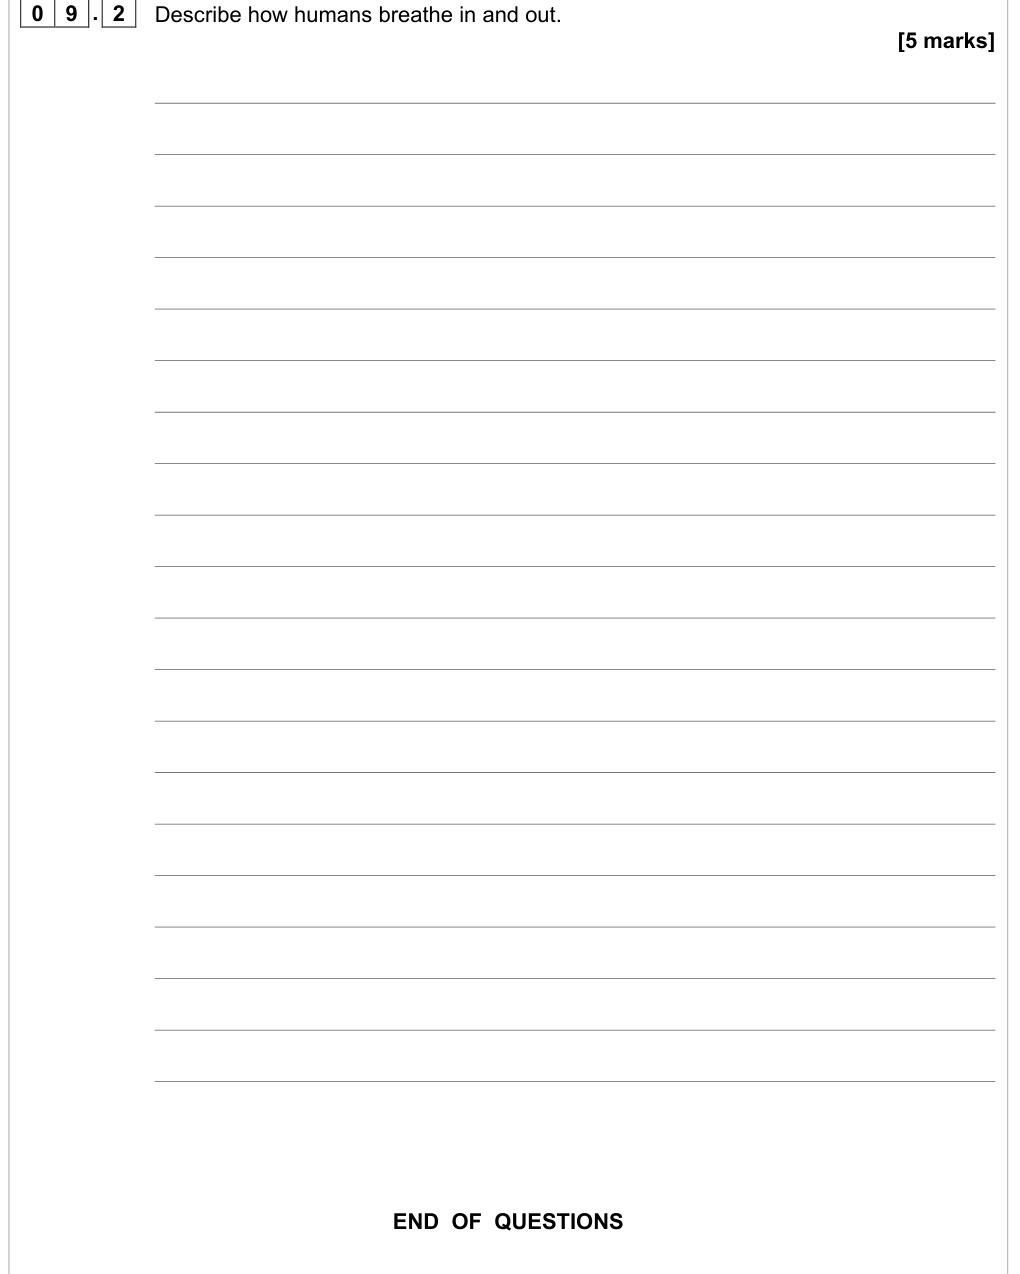 0 9 . 2 Describe how humans breathe in and out.
[5 marks]
END OF QUESTIONS